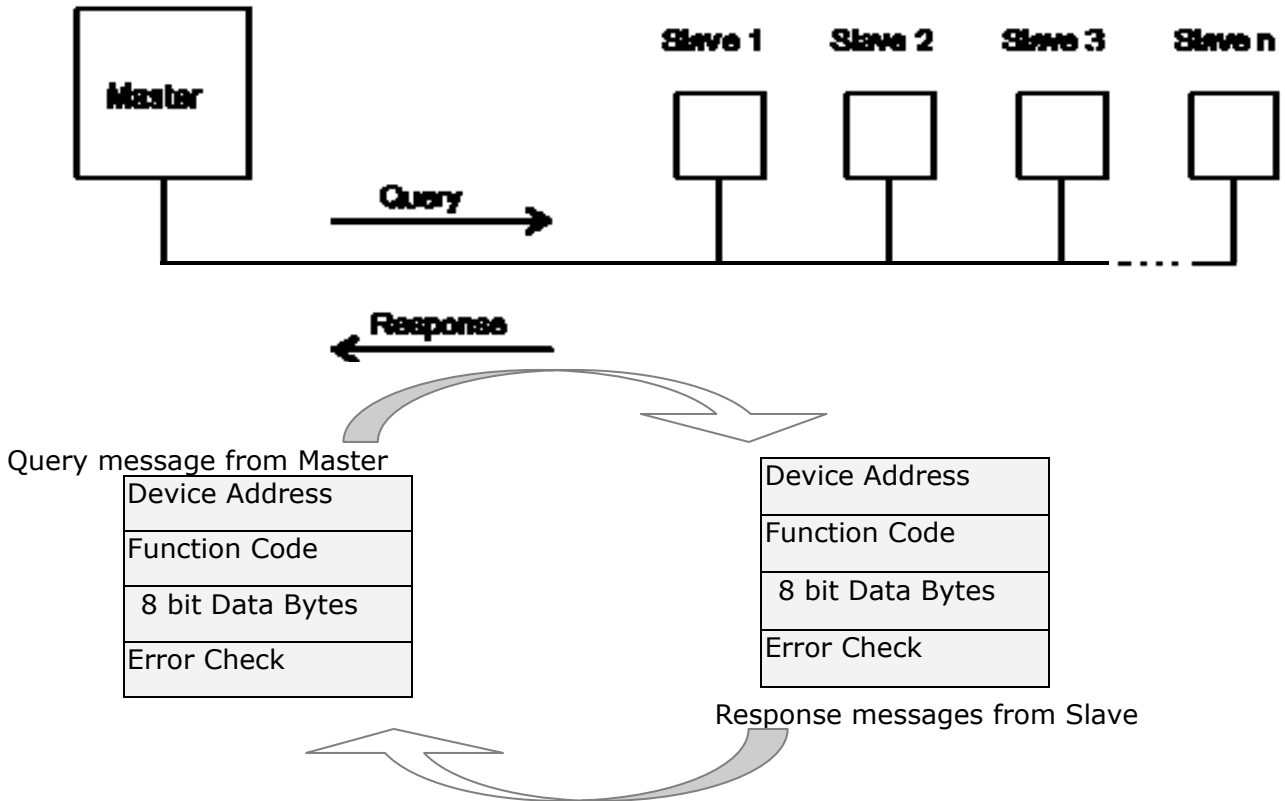 Slave 1 Slave 2 Slave 3 Slave n
Master
Query
Response
Query message from Master
Device Address
Function Code
8 bit Data Bytes
Error Check
Device Address
Function Code
8 bit Data Bytes
Error Check
Response messages from Slave